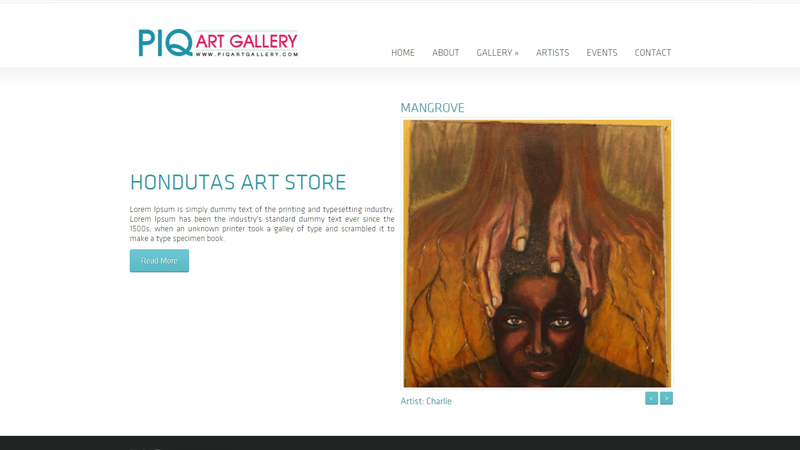 PIQ ART GALLERY
WWW.PIQARTGALLERY.COM
HOME ABOUT GALLERY » ARTISTS EVENTS CONTACT
MANGROVE
HONDUTAS ART STORE
Lorem Ipsum is simply dummy text of the printing and typesetting industry.
Lorem Ipsum has been the industry's standard dummy text ever since the
1500s, when an unknown printer took a galley of type and scrambled it to
make a type specimen book.
Read More
Artist: Charlie
< >